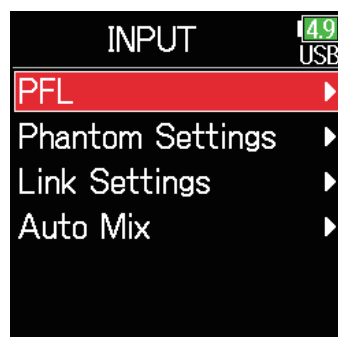 INPUT
4.9
USB
PFL
Phantom Settings
Link Settings
Auto Mix